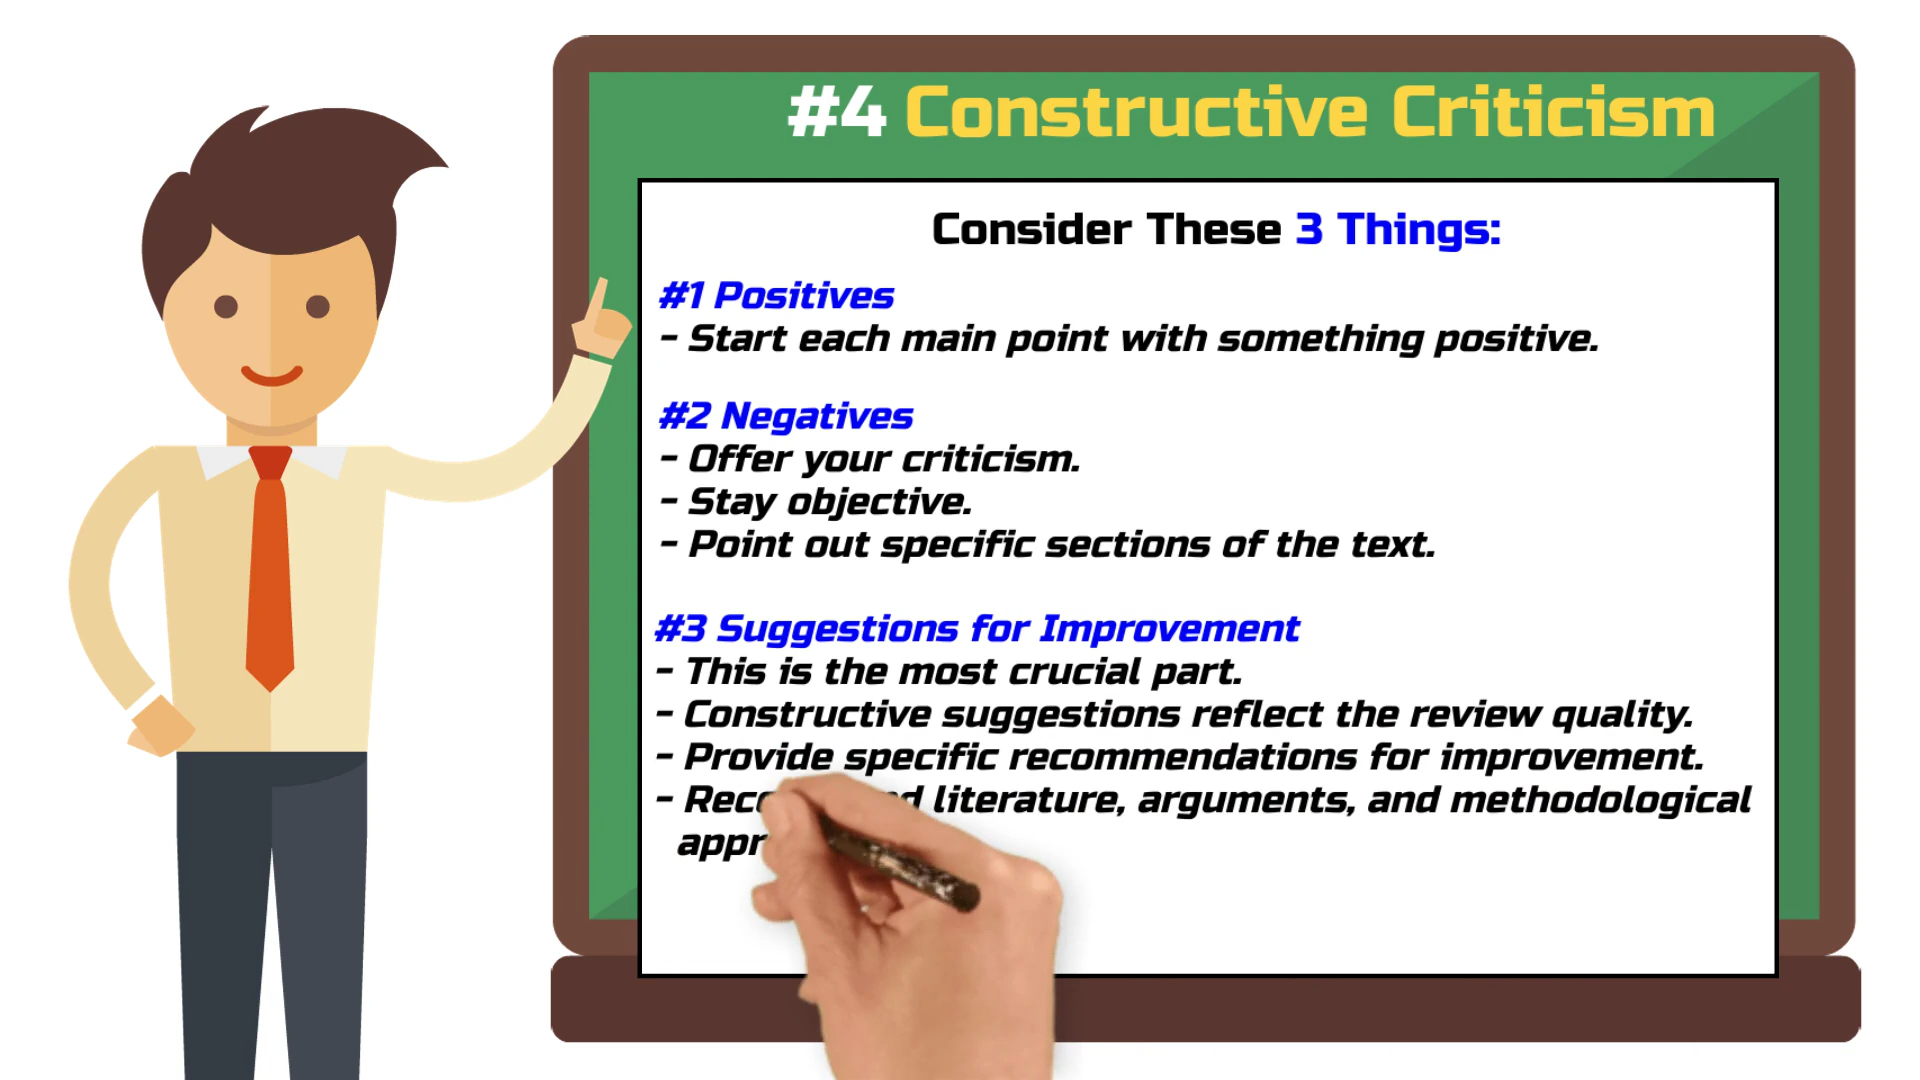 #4 Constructive Criticism
Consider These 3 Things:
#1 Positives
- Start each main point with something positive.
#2 Negatives
- Offer your criticism.
- Stay objective.
- Point out specific sections of the text.
#3 Suggestions for Improvement
- This is the most crucial part.
- Constructive suggestions reflect the review quality.
- Provide specific recommendations for improvement.
- literature, arguments, and methodological